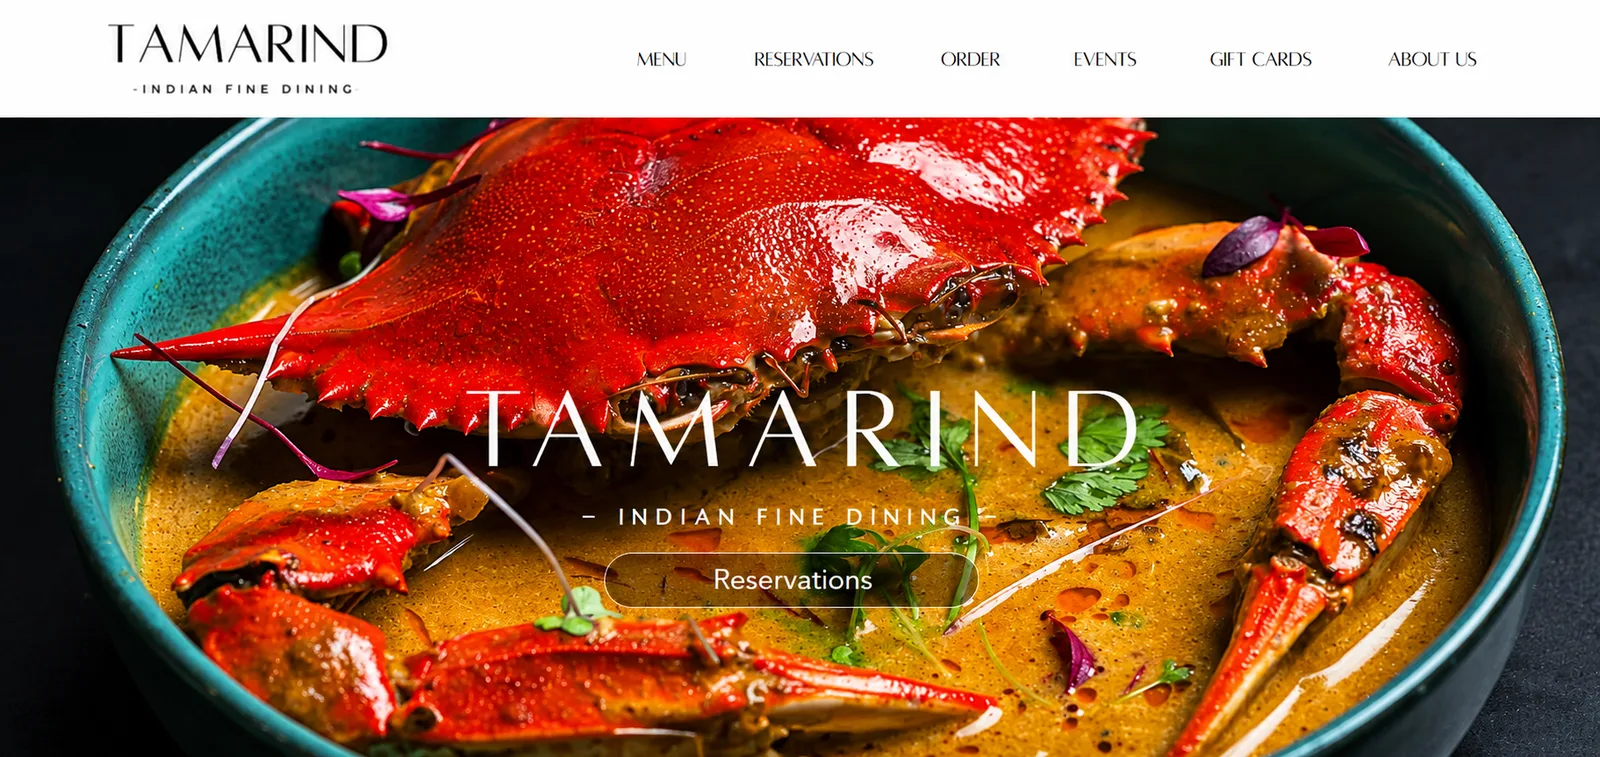 TAMARIND
-INDIAN FINE DINING-
MENU RESERVATIONS ORDER EVENTS GIFT CARDS ABOUT US
TAMARIND
– INDIAN FINE DINING –
Reservations